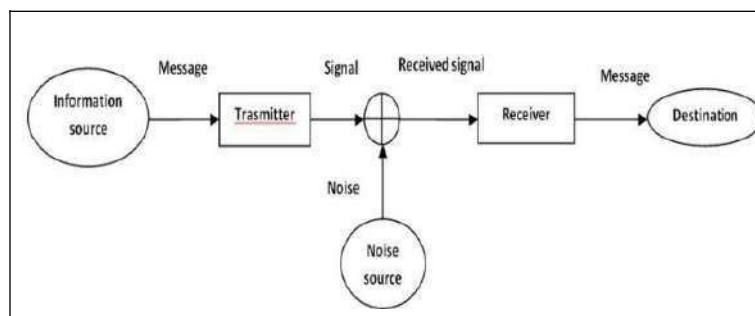 Message
Signal
Received signal
Message
Information
source
Trasmitter
Receiver
Destination
Noise
Noise
source